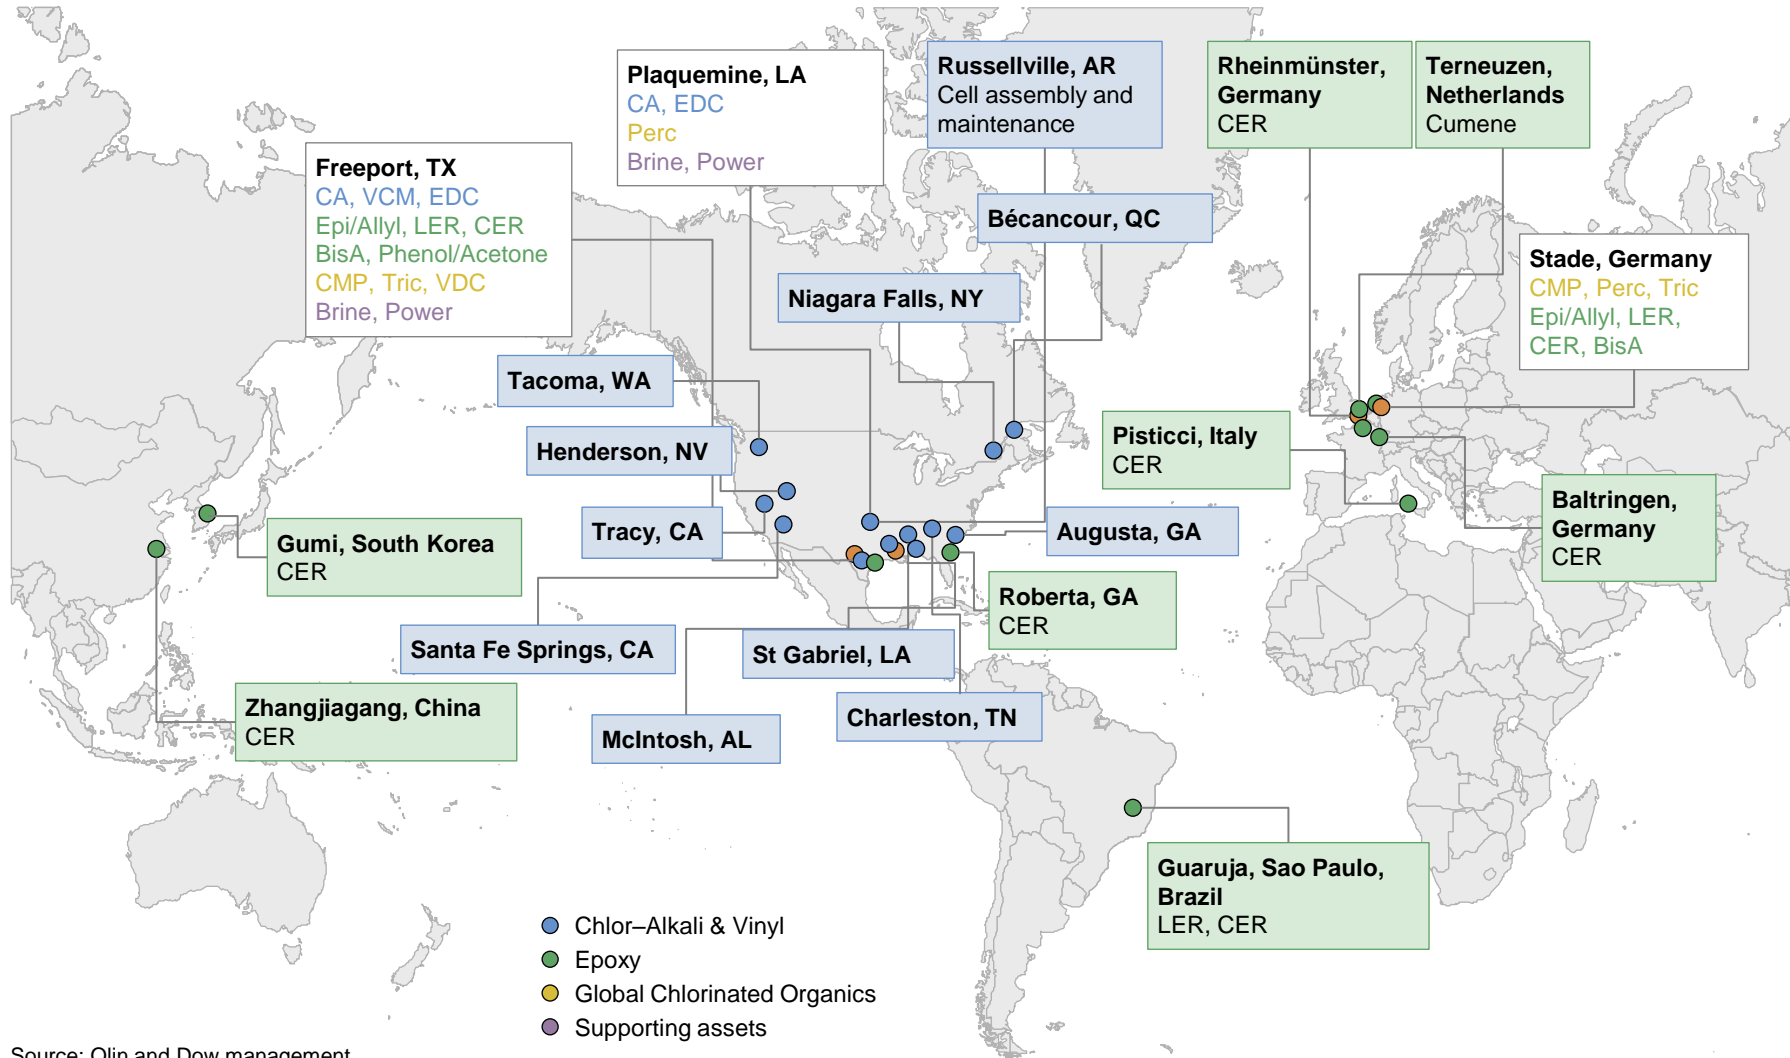 Plaquemine, LA
CA, EDC
Perc
Brine, Power
Russellville, AR
Cell assembly and
maintenance
Rheinmünster,
Germany
CER
Terneuzen,
Netherlands
Cumene
Freeport, TX
CA, VCM, EDC
Epi/Allyl, LER, CER
BisA, Phenol/Acetone
CMP, Tric, VDC
Brine, Power
Bécancour, QC
Niagara Falls, NY
Stade, Germany
CMP, Perc, Tric
Epi/Allyl, LER,
CER, BisA
Tacoma, WA
Henderson, NV
Pisticci, Italy
CER
Baltringen,
Germany
CER
Tracy, CA
Augusta, GA
Gumi, South Korea
CER
Roberta, GA
CER
Santa Fe Springs, CA
St Gabriel, LA
Zhangjiagang, China
CER
McIntosh, AL
Charleston, TN
Guaruja, Sao Paulo,
Brazil
LER, CER
Chlor–Alkali & Vinyl
Epoxy
Global Chlorinated Organics
Supporting assets
Source: Olin and Dow management